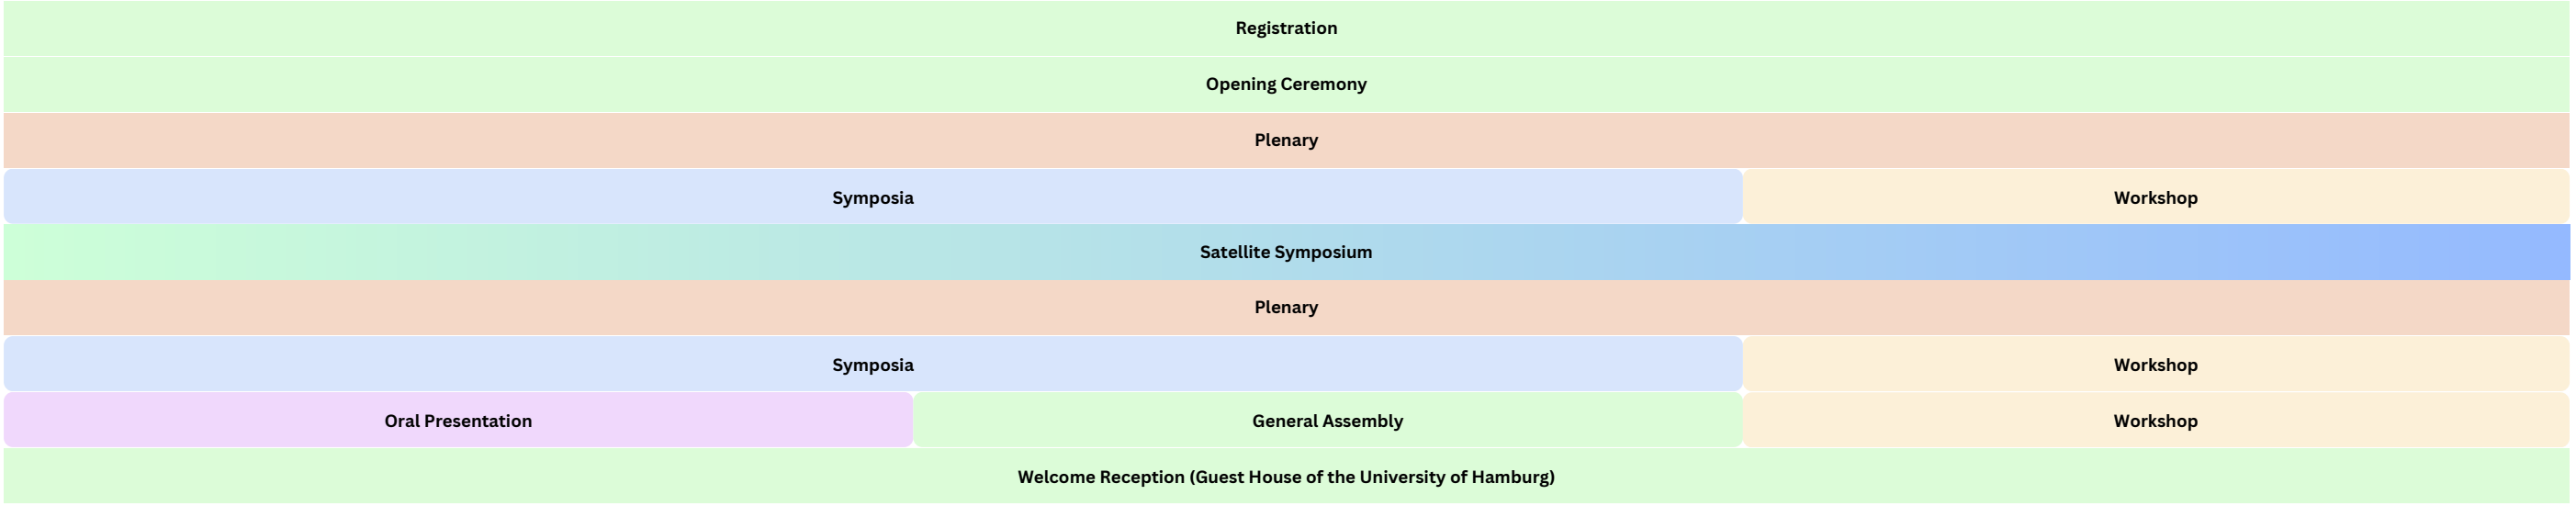 Registration
Opening Ceremony
Plenary
Symposia
Workshop
Satellite Symposium
Plenary
Symposia
Workshop
Oral Presentation
General Assembly
Workshop
Welcome Reception (Guest House of the University of Hamburg)